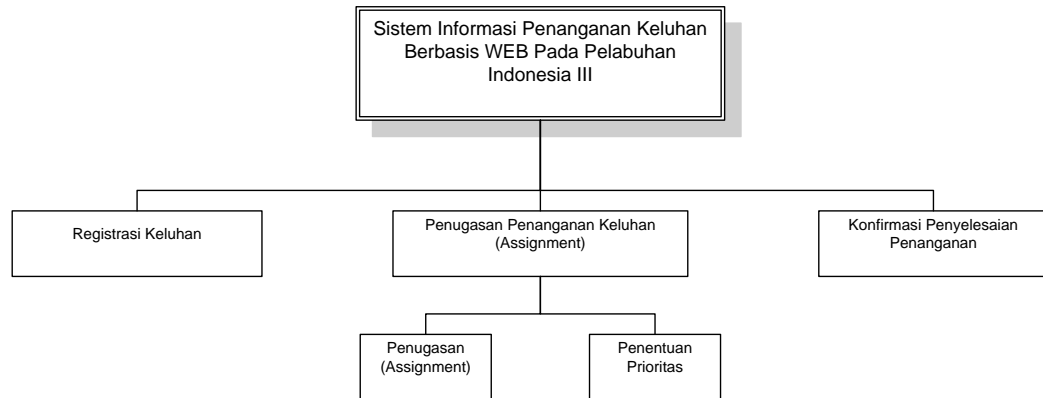 Sistem Informasi Penanganan Keluhan
Berbasis WEB Pada Pelabuhan
Indonesia III
Registrasi Keluhan
Penugasan Penanganan Keluhan
(Assignment)
Konfirmasi Penyelesaian
Penanganan
Penugasan
(Assignment)
Penentuan
Prioritas